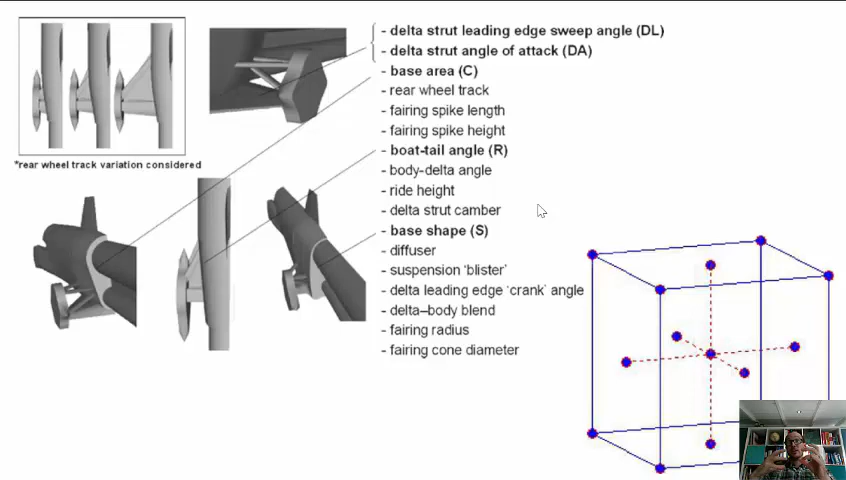 - delta strut leading edge sweep angle (DL)
- delta strut angle of attack (DA)
- base area (C)
- rear wheel track
- fairing spike length
- fairing spike height
- boat-tail angle (R)
- body-delta angle
- ride height
- delta strut camber
- base shape (S)
- diffuser
- suspension ‘blister’
- delta leading edge ‘crank’ angle
- delta–body blend
- fairing radius
- fairing cone diameter
*rear wheel track variation considered